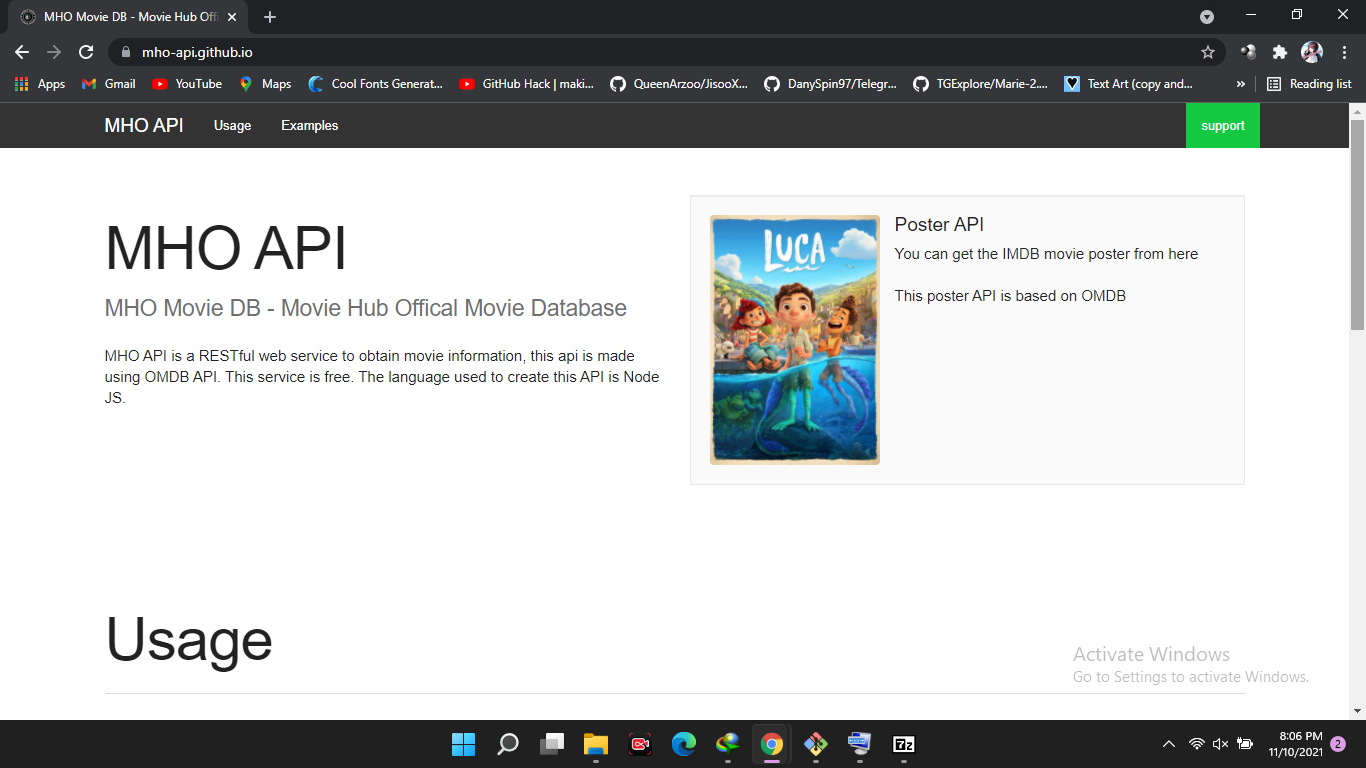 MHO Movie DB - Movie Hub Offi
mho-api.github.io
Apps
Gmail
YouTube
Maps
Cool Fonts Generat...
GitHub Hack | maki...
QueenArzoo/JisooX...
DanySpin97/Telegr...
TGExplore/Marie-2....
Text Art (copy and...
»
Reading list
MHO API
Usage
Examples
support
MHO API
MHO Movie DB - Movie Hub Offical Movie Database
MHO API is a RESTful web service to obtain movie information, this api is made
using OMDB API. This service is free. The language used to create this API is Node
JS.
LUCA
Poster API
You can get the IMDB movie poster from here
This poster API is based on OMDB
Usage
Activate Windows
Go to Settings to activate Windows.
7z
8:06 PM
11/10/2021
2